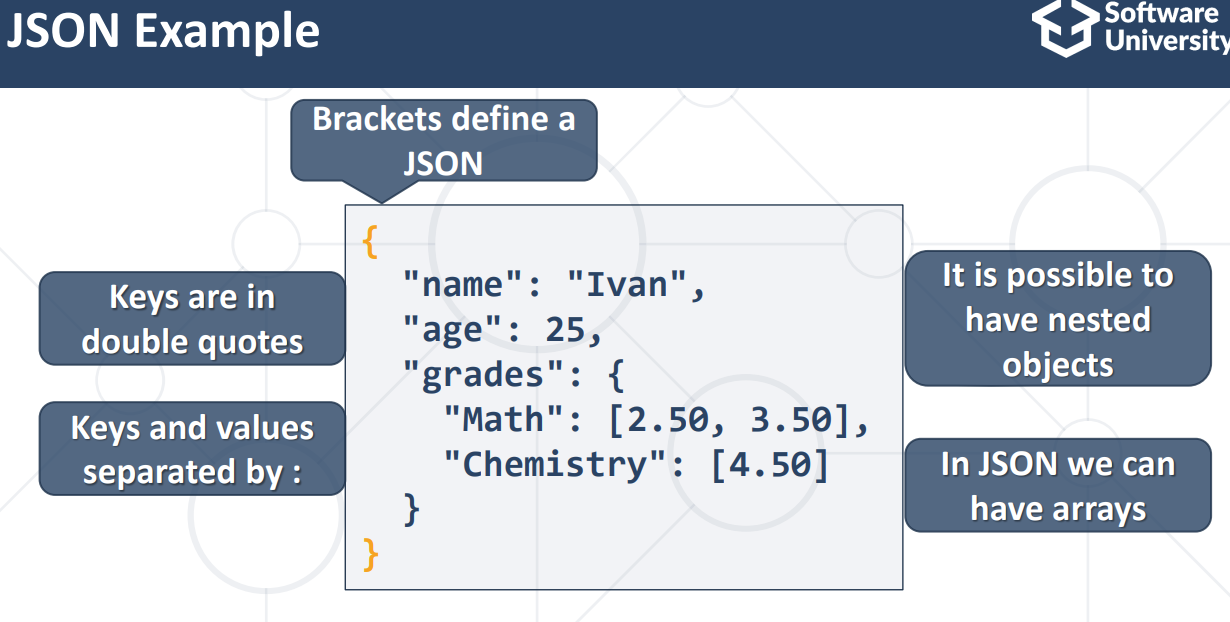 JSON Example
Software
University
Brackets define a
JSON
Keys are in
double quotes
Keys and values
separated by :
{
"name": "Ivan",
"age": 25,
"grades": {
"Math": [2.50, 3.50],
"Chemistry": [4.50]
}
}
It is possible to
have nested
objects
In JSON we can
have arrays